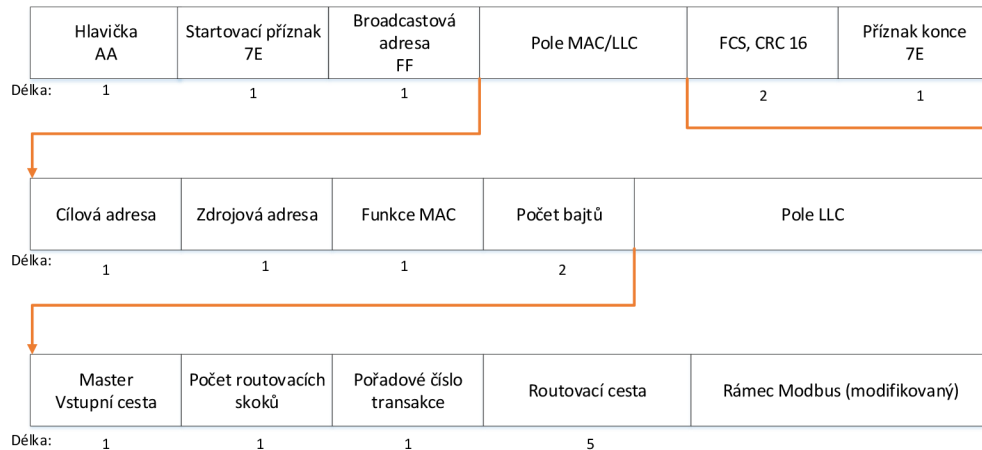 Hlavička
AA
Startovací příznak
7E
Broadcastová
adresa
FF
Pole MAC/LLC
FCS, CRC 16
Příznak konce
7E
Délka:
1
1
1
2
1
Cílová adresa
Zdrojová adresa
Funkce MAC
Počet bajtů
Pole LLC
Délka:
1
1
1
2
Master
Vstupní cesta
Počet routovacích
skoků
Pořadové číslo
transakce
Routovací cesta
Rámec Modbus (modifikovaný)
Délka:
1
1
1
5